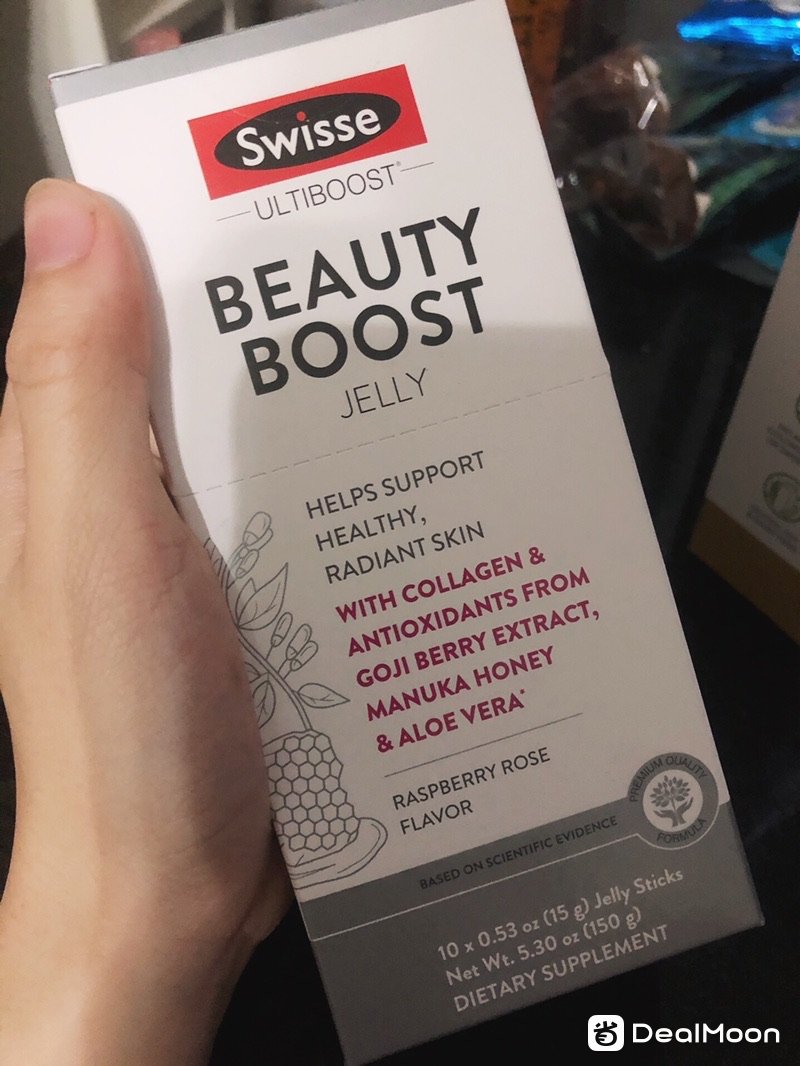 Swisse
ULTIBOOST®
BEAUTY
BOOST
JELLY
HELPS SUPPORT
HEALTHY,
RADIANT SKIN
WITH COLLAGEN &
ANTIOXIDANTS FROM
GOJI BERRY EXTRACT,
MANUKA HONEY
& ALOE VERA*
RASPBERRY ROSE
FLAVOR
PREMIUM QUALITY
FORMULA
BASED ON SCIENTIFIC EVIDENCE
10 x 0.53 oz (15 g) Jelly Sticks
Net Wt. 5.30 oz (150 g)
DIETARY SUPPLEMENT
DealMoon